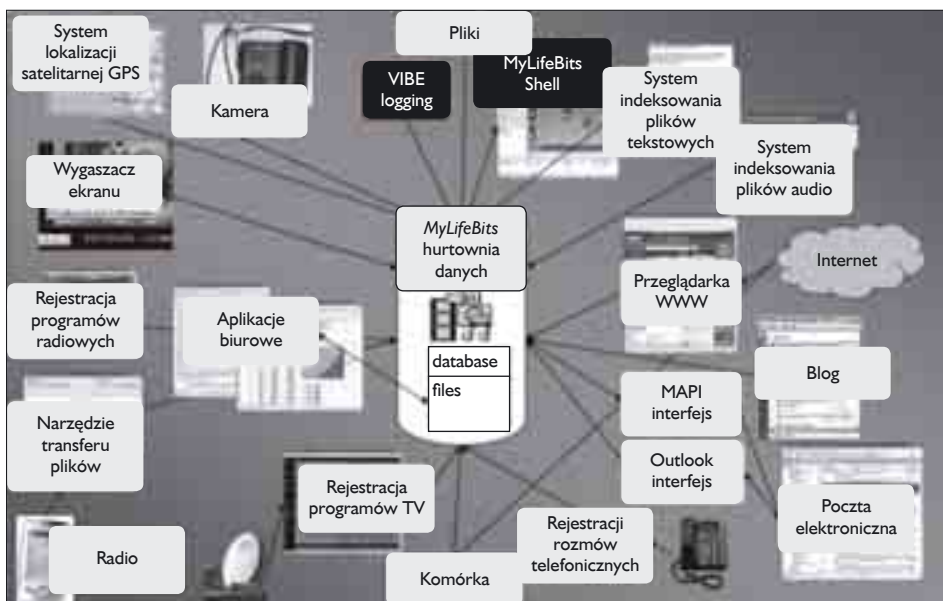 System
lokalizacji
satelitarnej GPS
Kamera
Pliki
VIBE
logging
MyLifeBits
Shell
System
indeksowania
plików
tekstowych
System
indeksowania
plików audio
Wygaszacz
ekranu
MyLifeBits
hurtownia
danych
Przeglądarka
WWW
Internet
Rejestracja
programów
radiowych
Aplikacje
biurowe
database
files
Blog
MAPI
interfejs
Narzędzie
transferu
plików
Outlook
interfejs
Rejestracja
programów TV
Poczta
elektroniczna
Rejestracji
rozmów
telefonicznych
Radio
Komórka